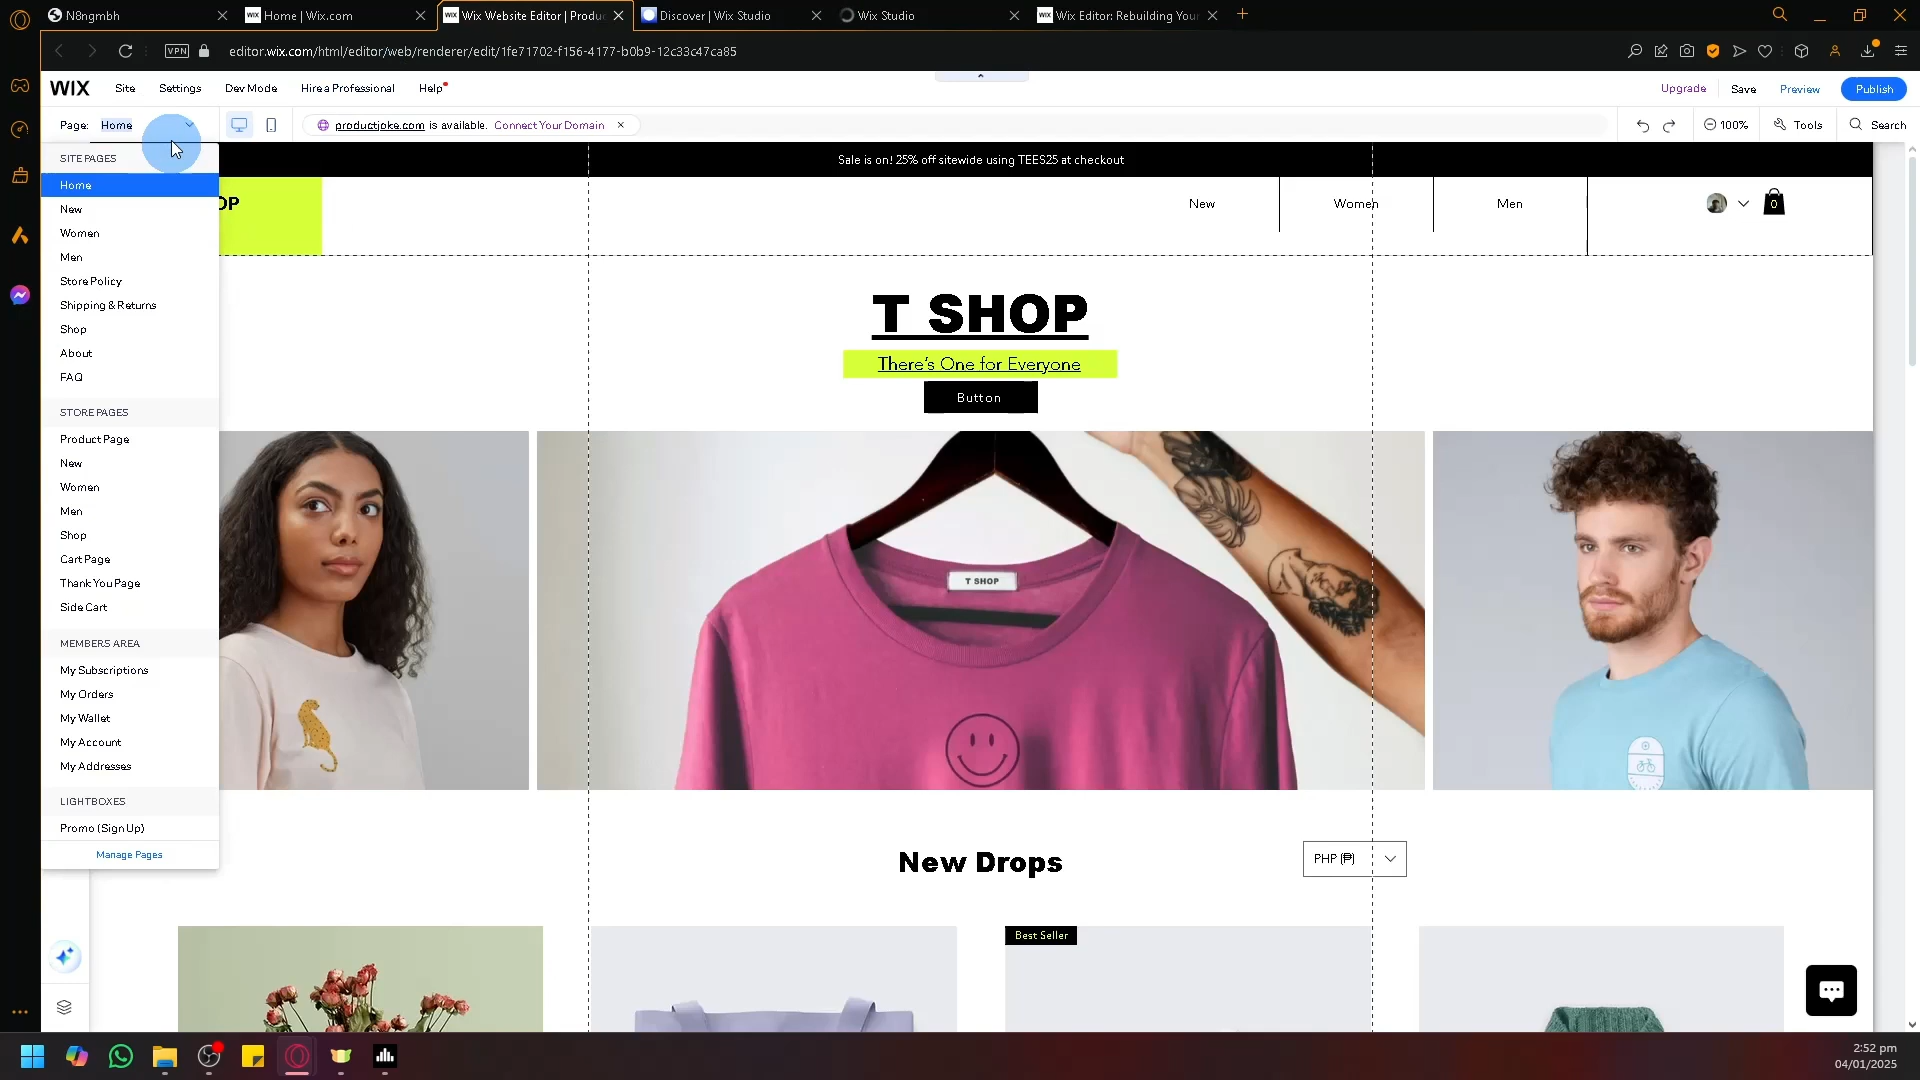 N8ngmbh
Home | Wix.com
Wix Website Editor | Produc
Discover | Wix Studio
Wix Studio
Wix Editor: Rebuilding Your
VPN
editor.wix.com/html/editor/web/renderer/edit/1fe71702-f156-4177-b0b9-12c33c47ca85
WIX
Site
Settings
Dev Mode
Hire a Professional
Help
Upgrade
Save
Preview
Publish
Page: Home
productjoke.com is available. Connect Your Domain
100%
Tools
Search
SITE PAGES
Home
New
Women
Men
Store Policy
Shipping & Returns
Shop
About
FAQ
STORE PAGES
Product Page
New
Women
Men
Shop
Cart Page
Thank You Page
Side Cart
MEMBERS AREA
My Subscriptions
My Orders
My Wallet
My Account
My Addresses
LIGHTBOXES
Promo (Sign Up)
Manage Pages
Sale is on! 25% off sitewide using TEES25 at checkout
OP
New
Women
Men
0
T SHOP
There's One for Everyone
Button
T SHOP
New Drops
PHP (₱)
Best Seller
2:52 pm
04/01/2025